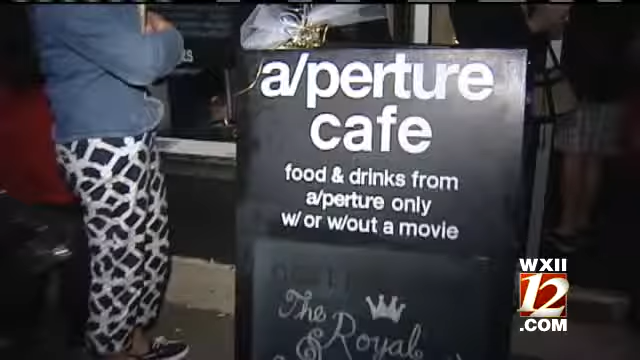 a/perture
cafe
food & drinks from
a/perture only
w/ or w/out a movie
The
Royal
&
WXII
12
.COM